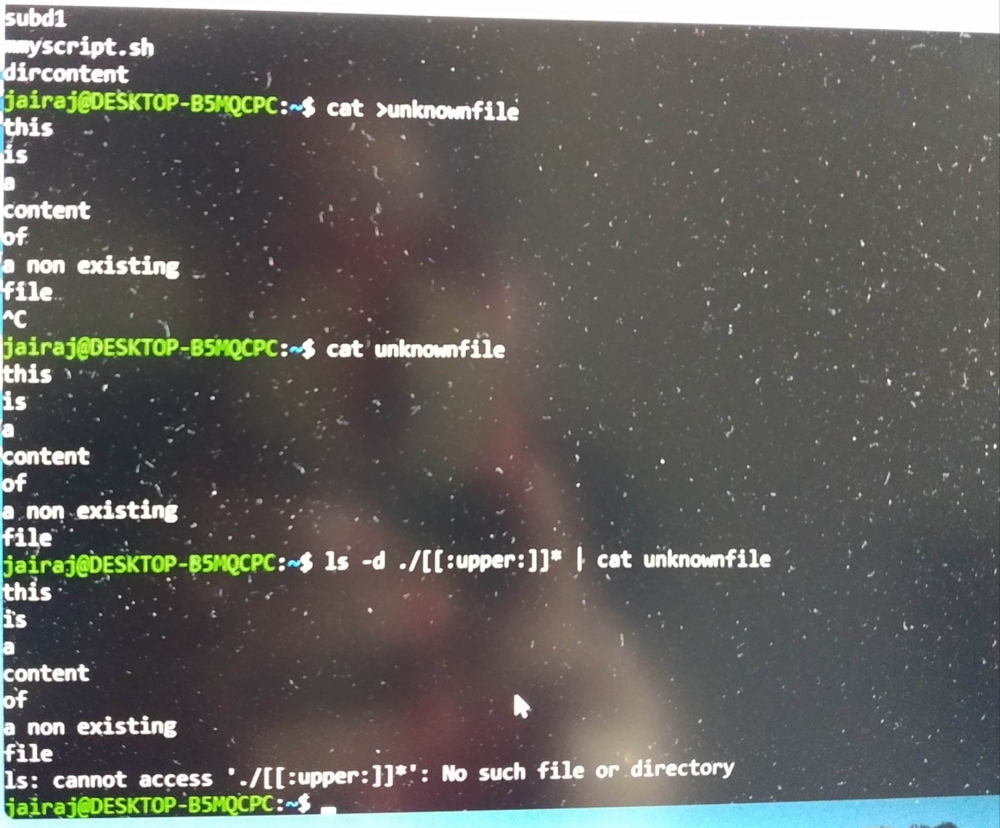 subd1
myscript.sh
dircontent
jairaj@DESKTOP-B5MQCPC:~$ cat >unknownfile
this
is
a
content
of
a non existing
file
^C
jairaj@DESKTOP-B5MQCPC:~$ cat unknownfile
this
is
a
content
of
a non existing
file
jairaj@DESKTOP-B5MQCPC:~$ ls -d ./[[:upper:]]* | cat unknownfile
this
is
a
content
of
a non existing
file
ls: cannot access './[[:upper:]]*': No such file or directory
jairaj@DESKTOP-B5MQCPC:~$